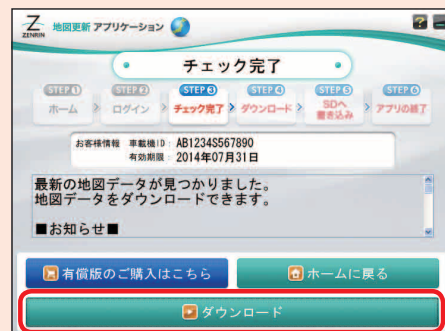 ZENRIN 地図更新 アプリケーション
チェック完了
STEP① STEP② STEP③ STEP④ STEP⑤ STEP⑥
ホーム ログイン チェック完了 ダウンロード SDへ書き込み アプリの終了
お客様情報 車載機ID: AB1234S567890
有効期限: 2014年07月31日
最新の地図データが見つかりました。
地図データをダウンロードできます。
■お知らせ■
有償版のご購入はこちら
ホームに戻る
ダウンロード